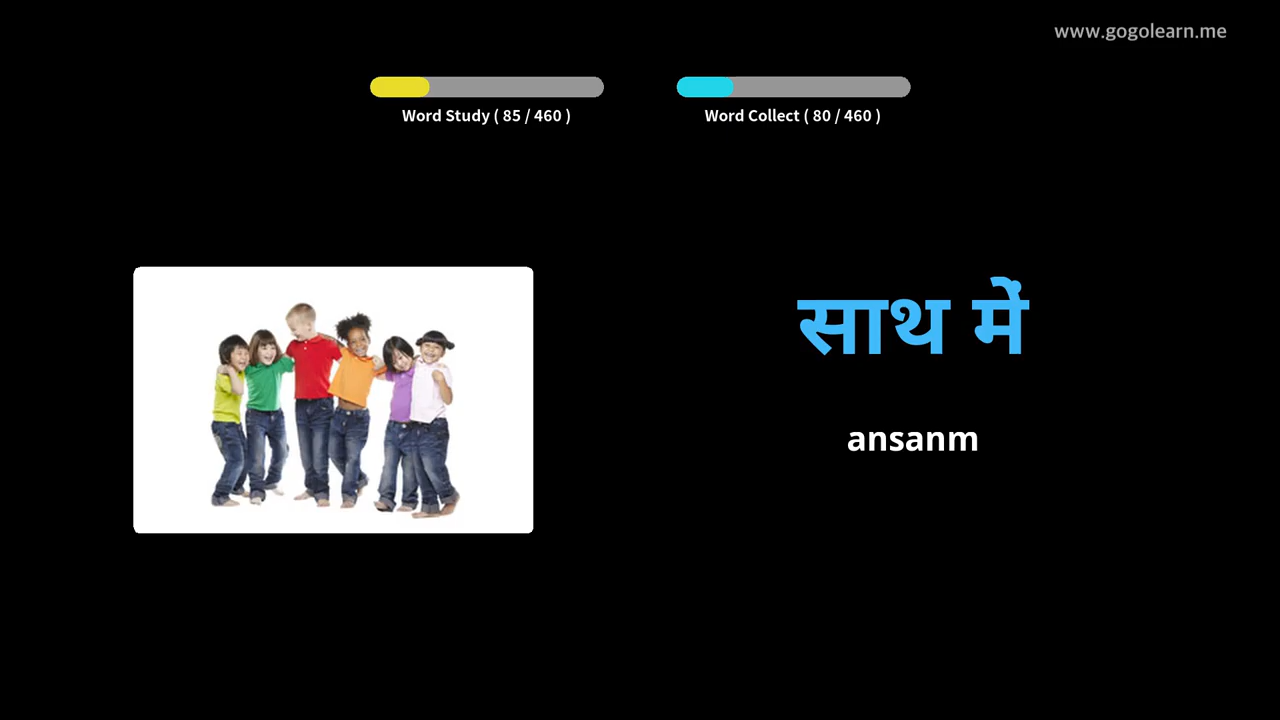 www.gogolearn.me
Word Study ( 85 / 460 )
Word Collect ( 80 / 460 )
साथ में
ansanm